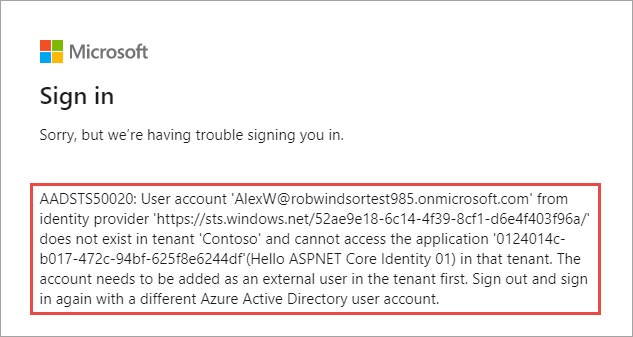 Microsoft
Sign in
Sorry, but we're having trouble signing you in.
AADSTS50020: User account 'AlexW@robwindsortest985.onmicrosoft.com' from
identity provider 'https://sts.windows.net/52ae9e18-6c14-4f39-8cf1-d6e4f403f96a/'
does not exist in tenant 'Contoso' and cannot access the application '0124014c-
b017-472c-94bf-625f8e6244df'(Hello ASPNET Core Identity 01) in that tenant. The
account needs to be added as an external user in the tenant first. Sign out and sign
in again with a different Azure Active Directory user account.